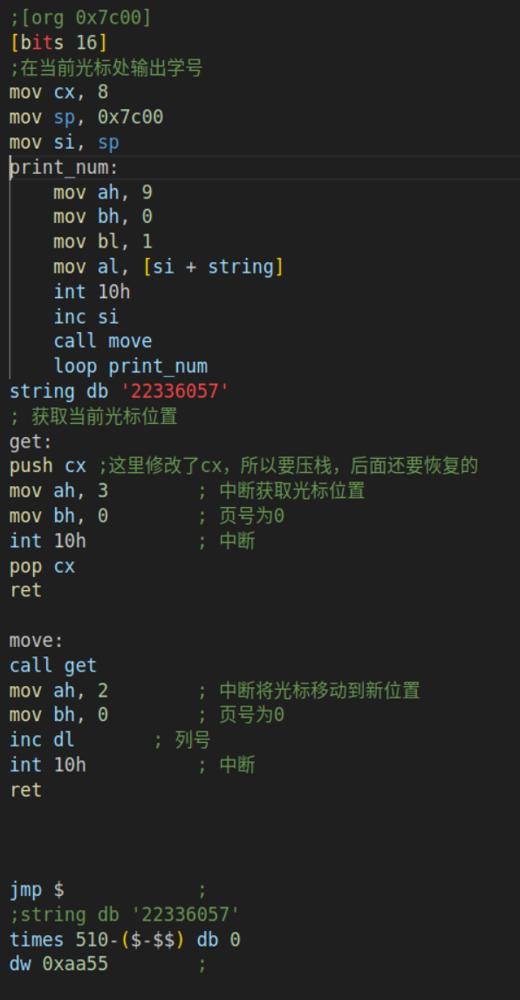 ;[org 0x7c00]
[bits 16]
;在当前光标处输出学号
mov cx, 8
mov sp, 0x7c00
mov si, sp
print_num:
    mov ah, 9
    mov bh, 0
    mov bl, 1
    mov al, [si + string]
    int 10h
    inc si
    call move
    loop print_num
string db '22336057'
; 获取当前光标位置
get:
push cx ;这里修改了cx，所以要压栈，后面还要恢复的
mov ah, 3        ; 中断获取光标位置
mov bh, 0        ; 页号为0
int 10h          ; 中断
pop cx
ret

move:
call get
mov ah, 2        ; 中断将光标移动到新位置
mov bh, 0        ; 页号为0
inc dl       ; 列号
int 10h          ; 中断
ret

jmp $            ;
;string db '22336057'
times 510-($-$$) db 0
dw 0xaa55        ;